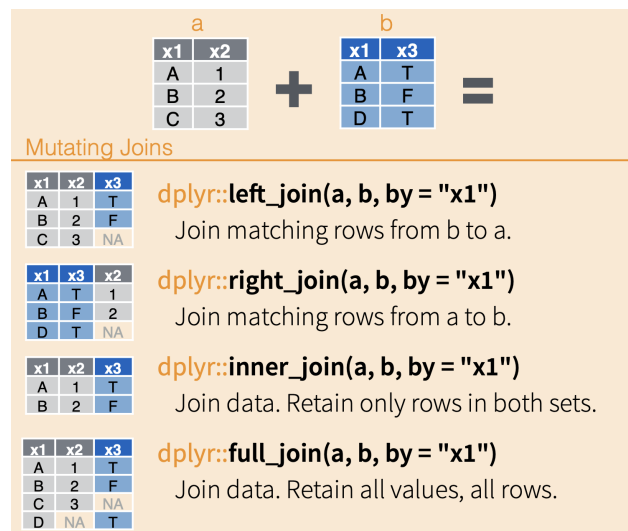 a b
x1 x2 x1 x3
A 1 A T
B 2 + B F =
C 3 D T
Mutating Joins
x1 x2 x3
A 1 T
B 2 F
C 3 NA
dplyr::left_join(a, b, by = "x1")
Join matching rows from b to a.
x1 x3 x2
A T 1
B F 2
D T NA
dplyr::right_join(a, b, by = "x1")
Join matching rows from a to b.
x1 x2 x3
A 1 T
B 2 F
dplyr::inner_join(a, b, by = "x1")
Join data. Retain only rows in both sets.
x1 x2 x3
A 1 T
B 2 F
C 3 NA
D NA T
dplyr::full_join(a, b, by = "x1")
Join data. Retain all values, all rows.